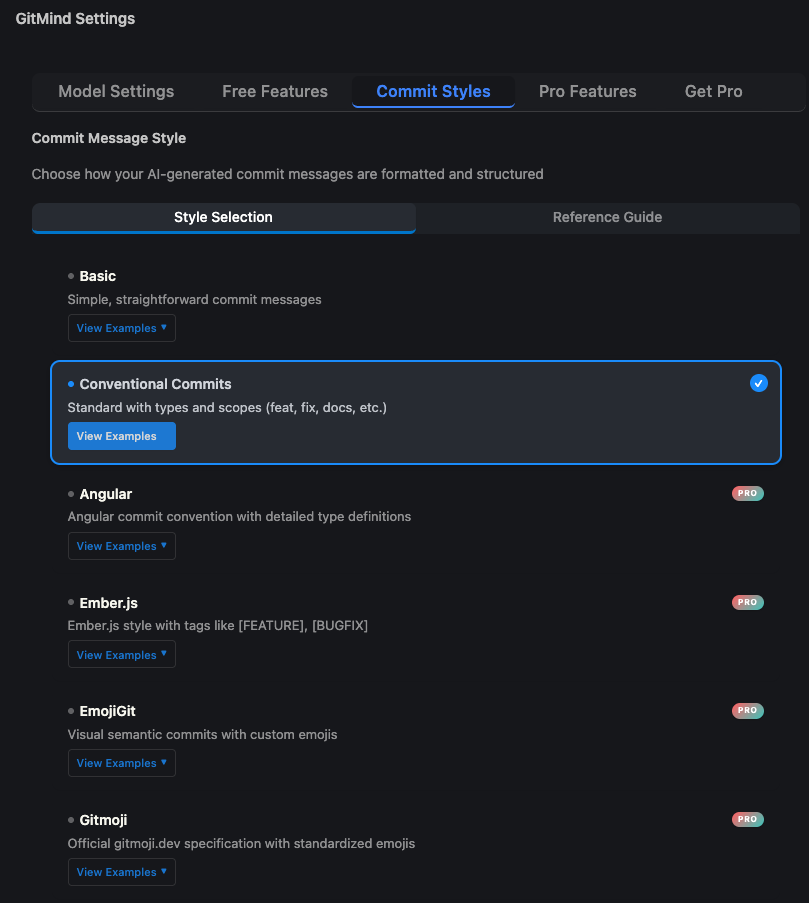 GitMind Settings
Model Settings Free Features Commit Styles Pro Features Get Pro
Commit Message Style
Choose how your AI-generated commit messages are formatted and structured
Style Selection Reference Guide
Basic
Simple, straightforward commit messages
View Examples ▾
Conventional Commits
Standard with types and scopes (feat, fix, docs, etc.)
View Examples
Angular PRO
Angular commit convention with detailed type definitions
View Examples ▾
Ember.js PRO
Ember.js style with tags like [FEATURE], [BUGFIX]
View Examples ▾
EmojiGit PRO
Visual semantic commits with custom emojis
View Examples ▾
Gitmoji PRO
Official gitmoji.dev specification with standardized emojis
View Examples ▾